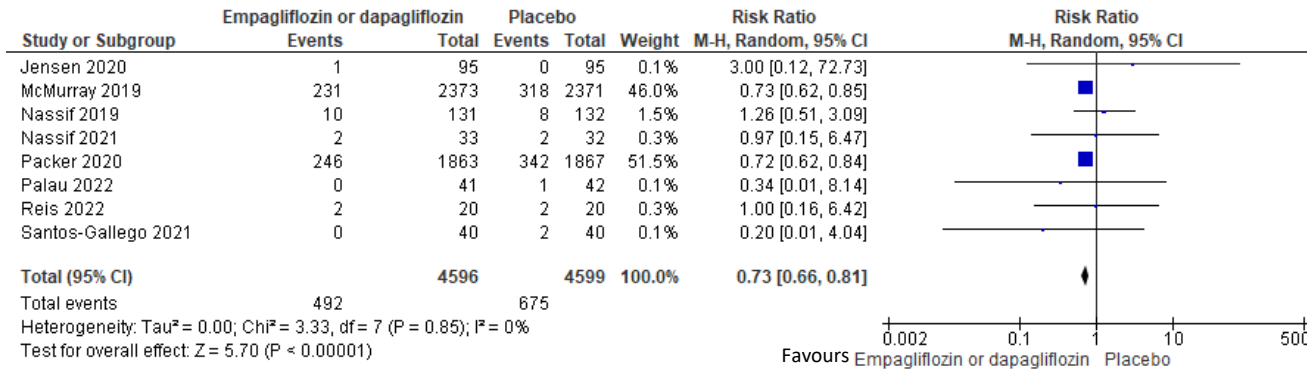 Empagliflozin or dapagliflozin Placebo Risk Ratio Risk Ratio
Study or Subgroup Events Total Events Total Weight M-H, Random, 95% CI M-H, Random, 95% CI
Jensen 2020 1 95 0 95 0.1% 3.00 [0.12, 72.73]
McMurray 2019 231 2373 318 2371 46.0% 0.73 [0.62, 0.85]
Nassif 2019 10 131 8 132 1.5% 1.26 [0.51, 3.09]
Nassif 2021 2 33 2 32 0.3% 0.97 [0.15, 6.47]
Packer 2020 246 1863 342 1867 51.5% 0.72 [0.62, 0.84]
Palau 2022 0 41 1 42 0.1% 0.34 [0.01, 8.14]
Reis 2022 2 20 2 20 0.3% 1.00 [0.16, 6.42]
Santos-Gallego 2021 0 40 2 40 0.1% 0.20 [0.01, 4.04]
Total (95% CI) 4596 4599 100.0% 0.73 [0.66, 0.81]
Total events 492 675
Heterogeneity: Tau² = 0.00; Chi² = 3.33, df = 7 (P = 0.85); I² = 0%
Test for overall effect: Z = 5.70 (P < 0.00001)
0.002 0.1 1 10 500
Favours Empagliflozin or dapagliflozin Placebo